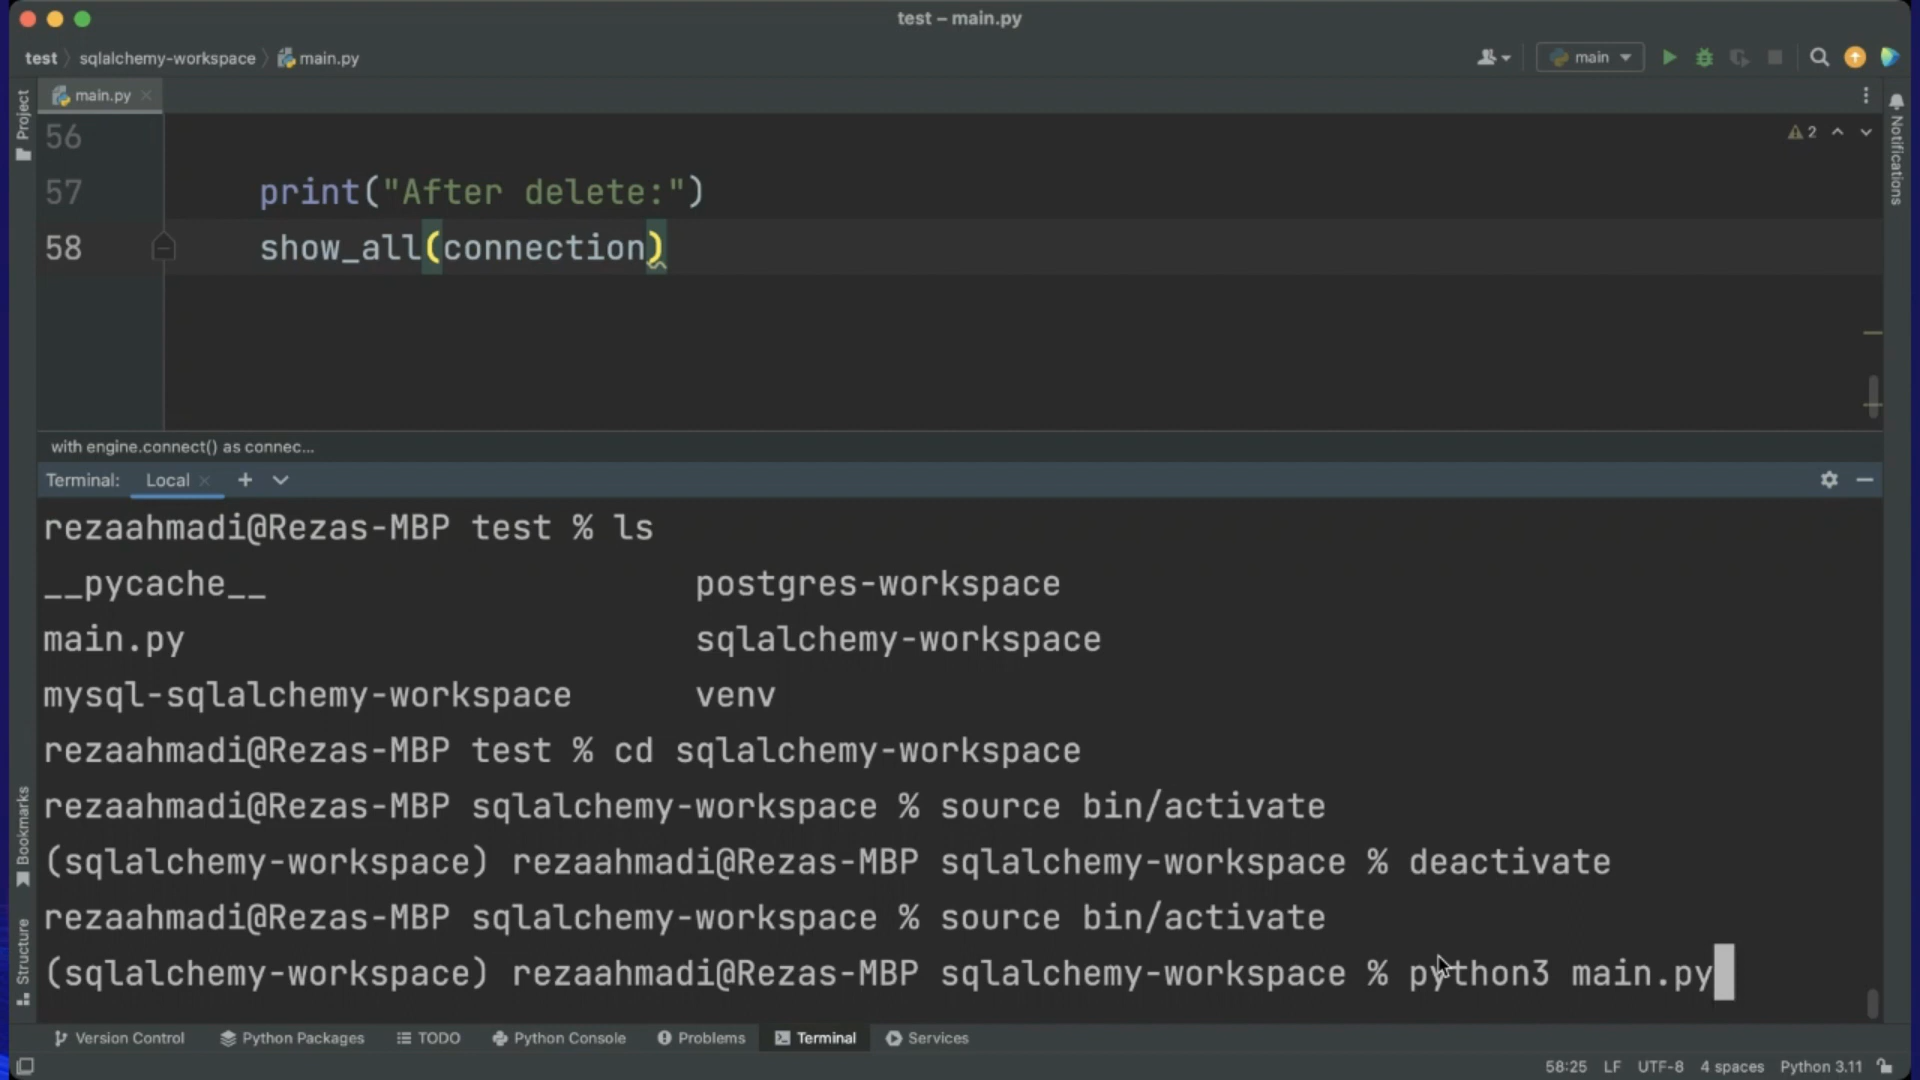 test – main.py
test sqlalchemy-workspace main.py
main
Project
main.py
Notifications
2
56
57 print("After delete:")
58 show_all(connection)
with engine.connect() as connec...
Terminal: Local
rezaahmadi@Rezas-MBP test % ls
__pycache__ postgres-workspace
main.py sqlalchemy-workspace
mysql-sqlalchemy-workspace venv
rezaahmadi@Rezas-MBP test % cd sqlalchemy-workspace
rezaahmadi@Rezas-MBP sqlalchemy-workspace % source bin/activate
(sqlalchemy-workspace) rezaahmadi@Rezas-MBP sqlalchemy-workspace % deactivate
rezaahmadi@Rezas-MBP sqlalchemy-workspace % source bin/activate
(sqlalchemy-workspace) rezaahmadi@Rezas-MBP sqlalchemy-workspace % python3 main.py
Bookmarks
Structure
Version Control Python Packages TODO Python Console Problems Terminal Services
58:25 LF UTF-8 4 spaces Python 3.11